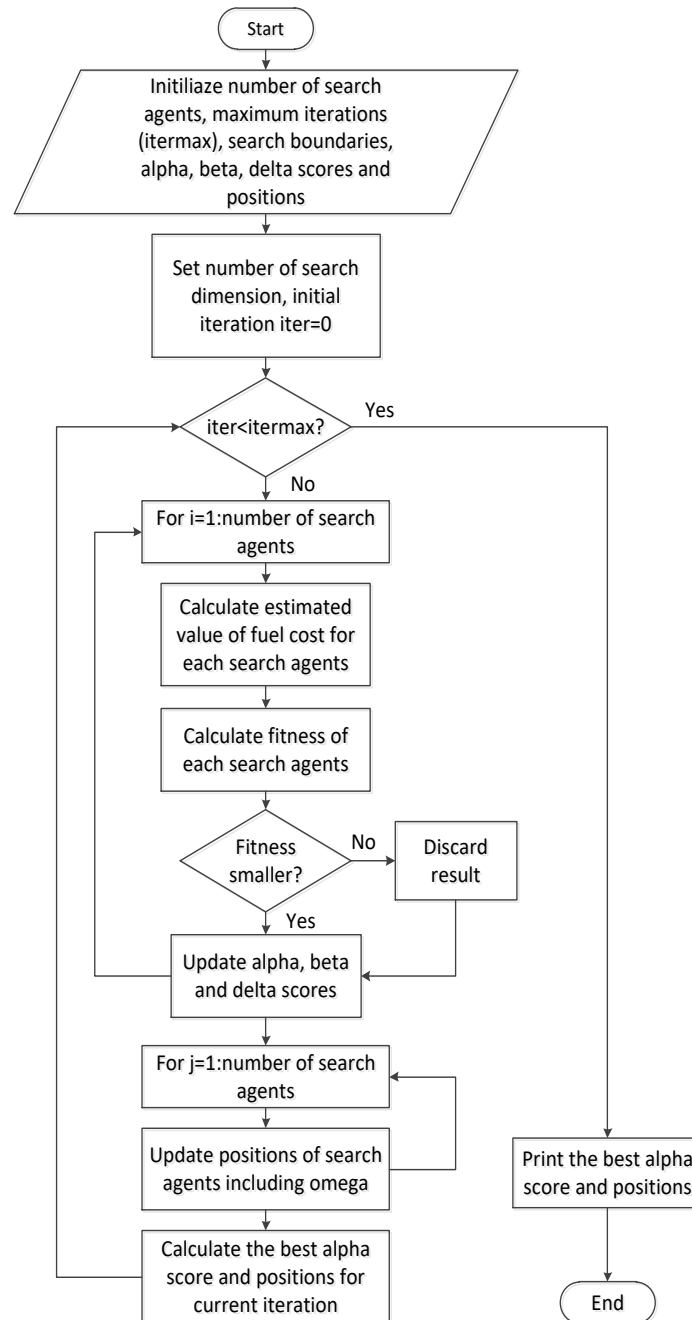 Start
Initiliaze number of search
agents, maximum iterations
(itermax), search boundaries,
alpha, beta, delta scores and
positions
Set number of search
dimension, initial
iteration iter=0
iter<itermax?
Yes
No
For i=1:number of search
agents
Calculate estimated
value of fuel cost for
each search agents
Calculate fitness of
each search agents
Fitness
smaller?
No
Discard
result
Yes
Update alpha, beta
and delta scores
For j=1:number of search
agents
Update positions of search
agents including omega
Calculate the best alpha
score and positions for
current iteration
Print the best alpha
score and positions
End